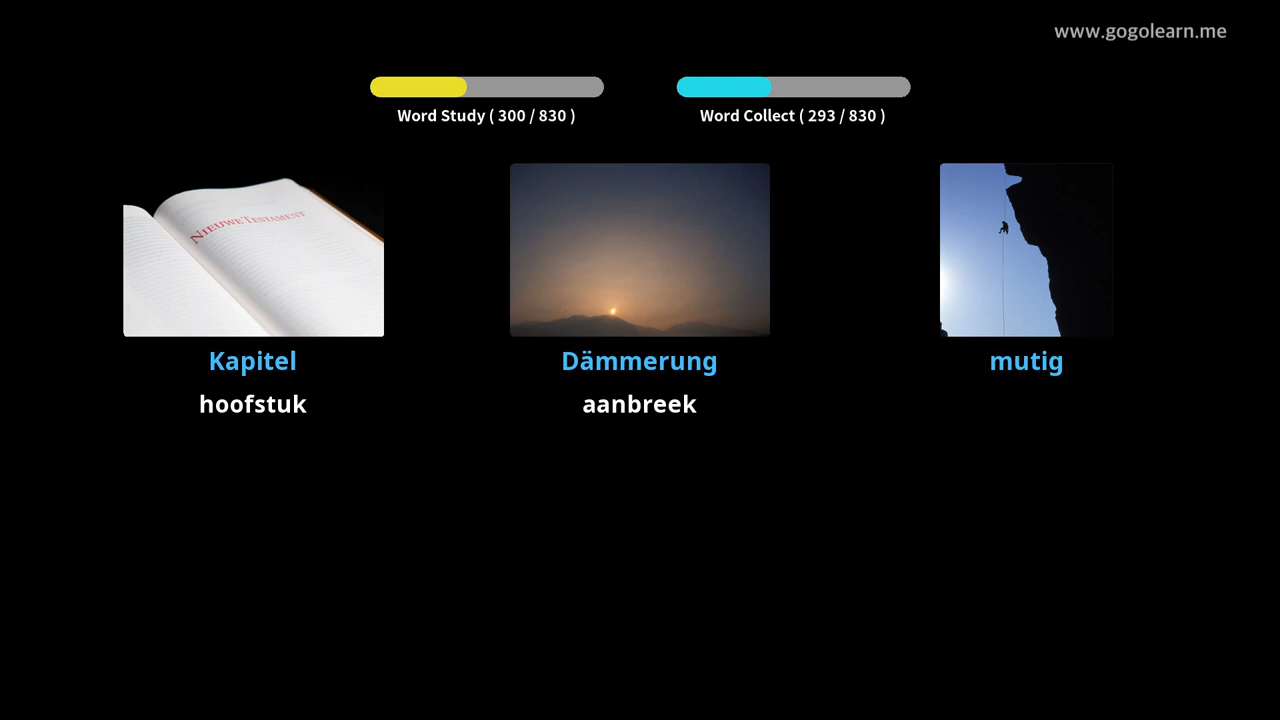 www.gogolearn.me
Word Study ( 300 / 830 )
Word Collect ( 293 / 830 )
NIEUWE TESTAMENT
Kapitel
Dämmerung
mutig
hoofstuk
aanbreek